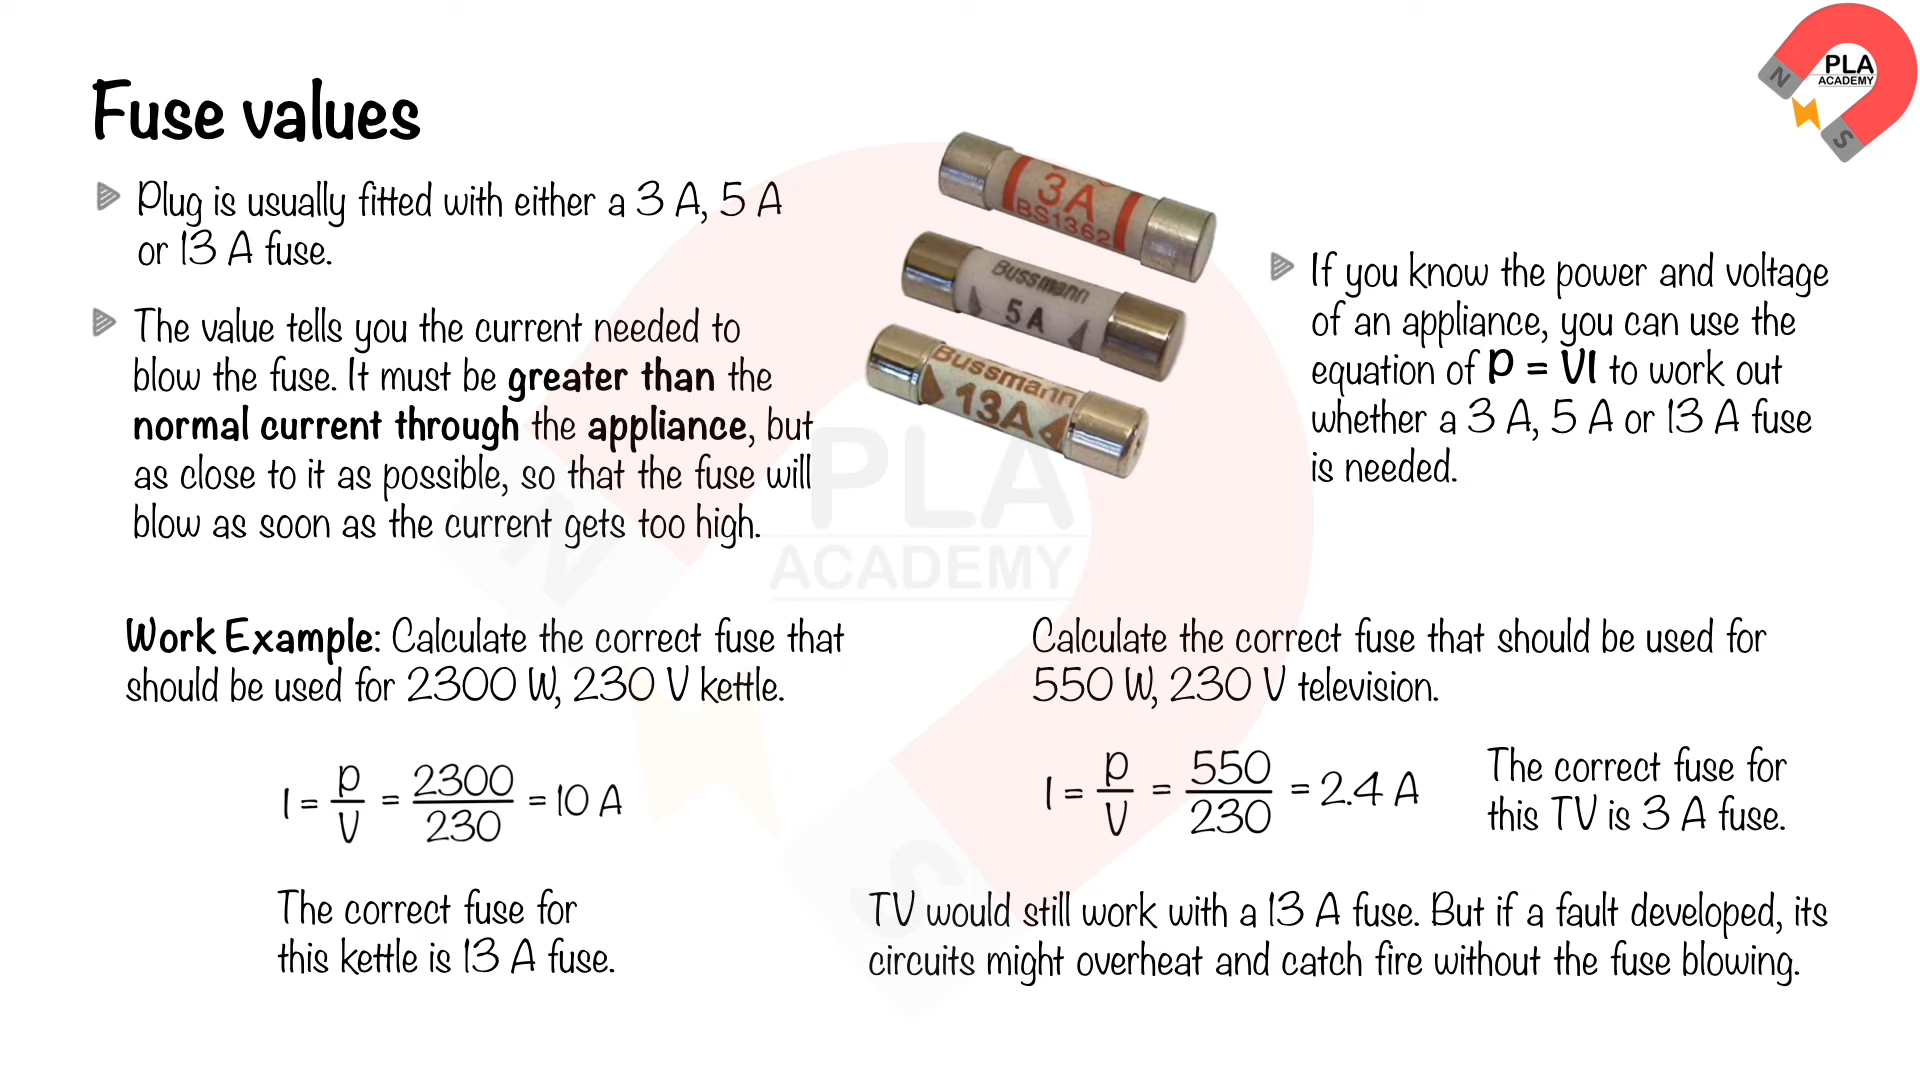 Fuse values
Plug is usually fitted with either a 3 A, 5 A
or 13 A fuse.
The value tells you the current needed to
blow the fuse. It must be greater than the
normal current through the appliance, but
as close to it as possible, so that the fuse will
blow as soon as the current gets too high.
3A
BS1362
Bussmann
5A
Bussmann
13A
If you know the power and voltage
of an appliance, you can use the
equation of P = VI to work out
whether a 3 A, 5 A or 13 A fuse
is needed.
Work Example: Calculate the correct fuse that
should be used for 2300 W, 230 V kettle.
I = P/V = 2300/230 = 10 A
The correct fuse for
this kettle is 13 A fuse.
Calculate the correct fuse that should be used for
550 W, 230 V television.
I = P/V = 550/230 = 2.4 A
The correct fuse for
this TV is 3 A fuse.
TV would still work with a 13 A fuse. But if a fault developed, its
circuits might overheat and catch fire without the fuse blowing.
N
PLA
ACADEMY
S
N
PLA
ACADEMY
S